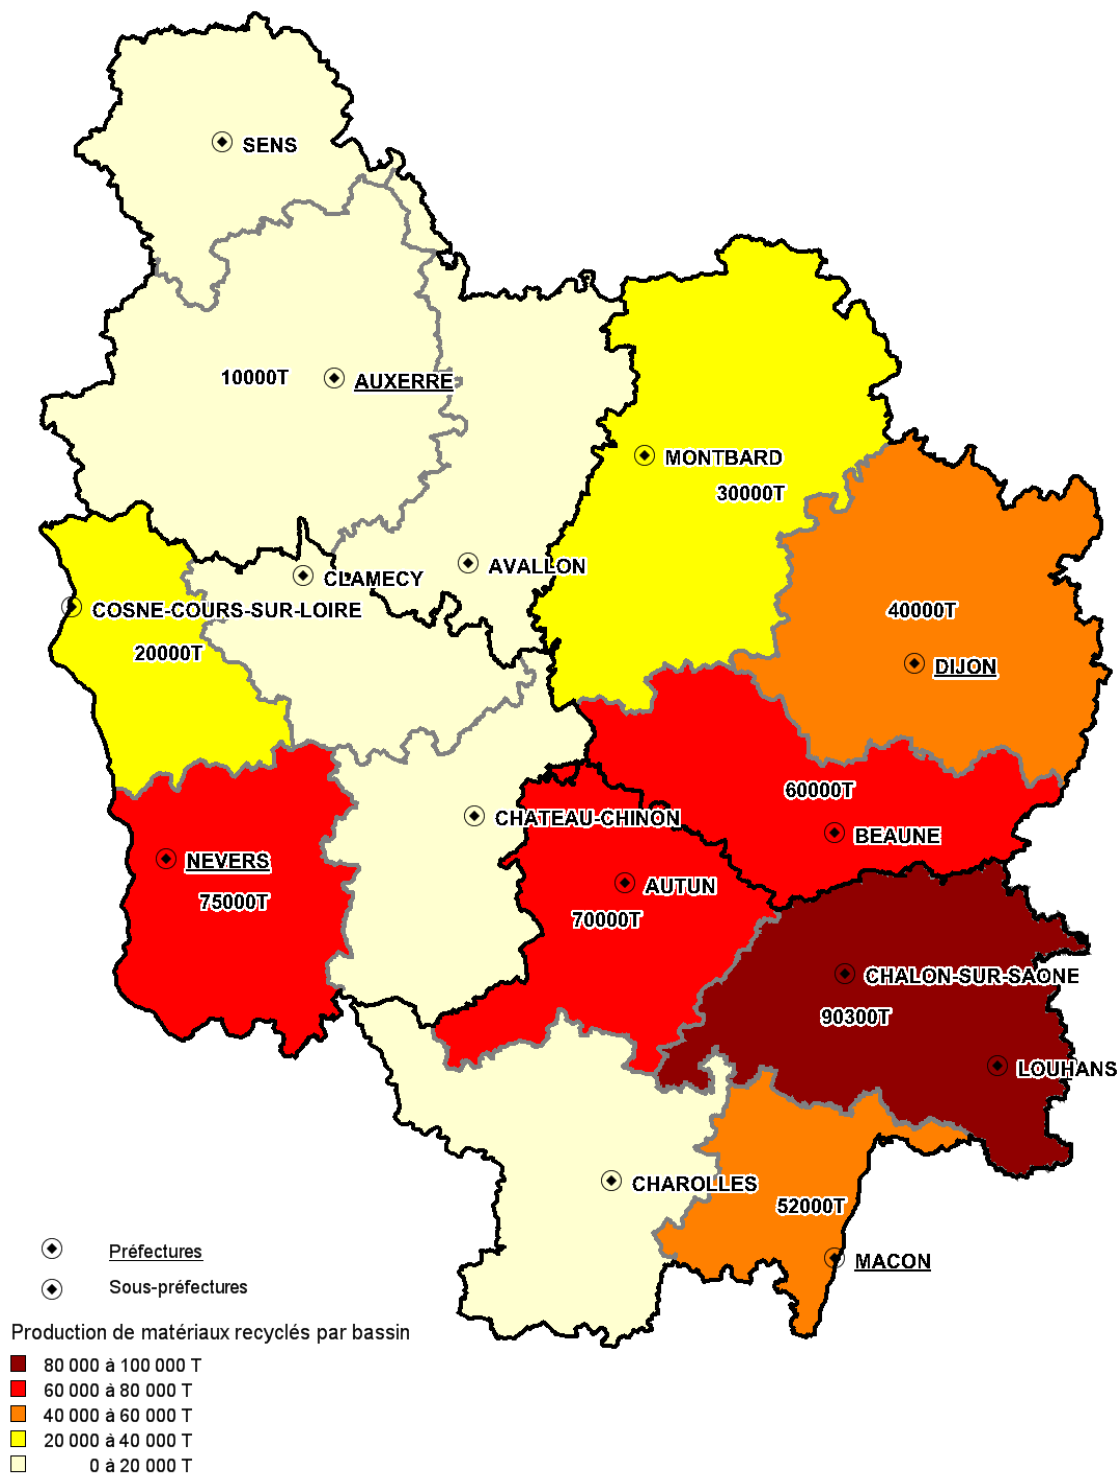 SENS
10000T
AUXERRE
MONTBARD
30000T
AVALLON
CLAMECY
COSNE-COURS-SUR-LOIRE
20000T
40000T
DIJON
60000T
CHATEAU-CHINON
BEAUNE
NEVERS
75000T
AUTUN
70000T
CHALON-SUR-SAONE
90300T
LOUHANS
CHAROLLES
52000T
MACON
Préfectures
Sous-préfectures
Production de matériaux recyclés par bassin
80 000 à 100 000 T
60 000 à 80 000 T
40 000 à 60 000 T
20 000 à 40 000 T
0 à 20 000 T